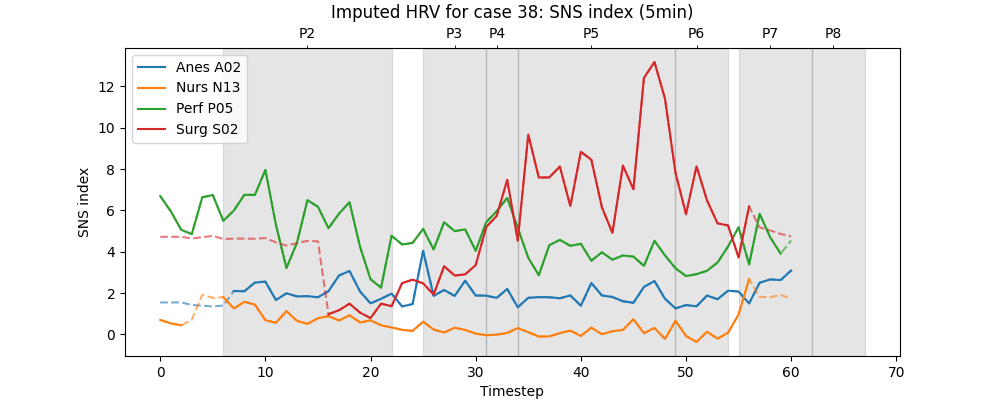 Imputed HRV for case 38: SNS index (5min)
P2 P3 P4 P5 P6 P7 P8
Anes A02
Nurs N13
Perf P05
Surg S02
SNS index
12
10
8
6
4
2
0
0 10 20 30 40 50 60 70
Timestep